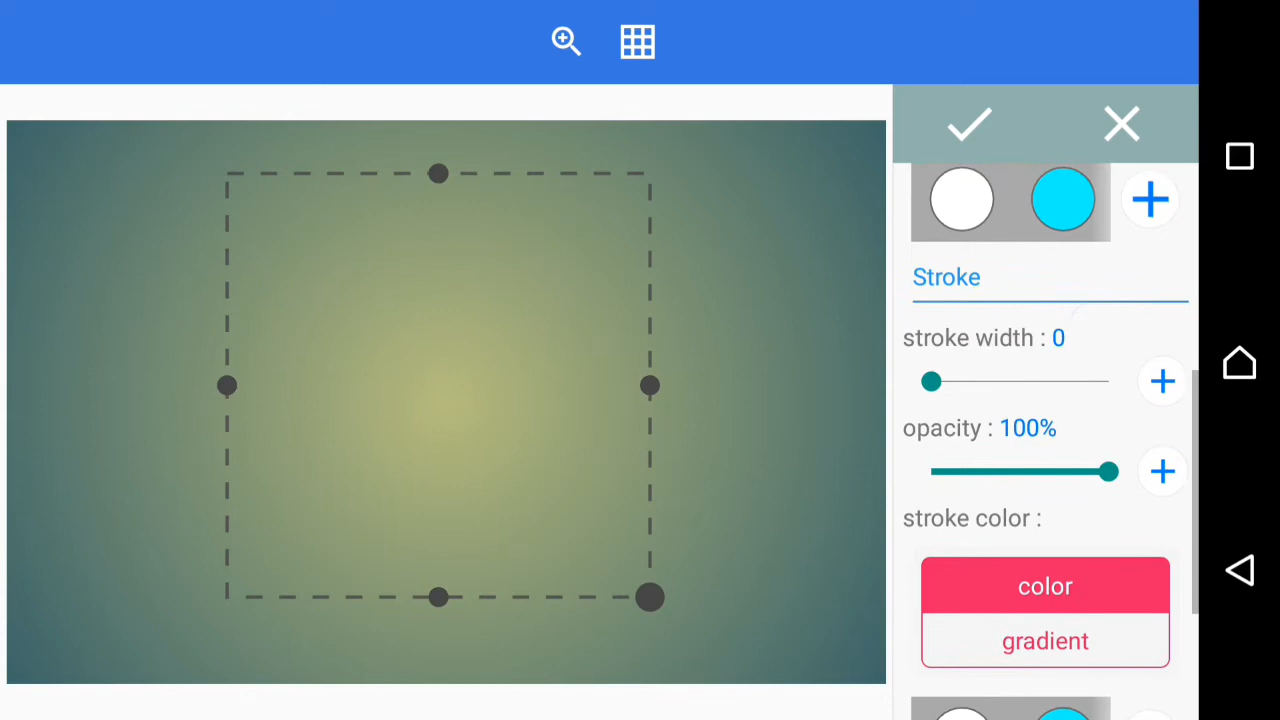 Stroke
stroke width : 0
opacity : 100%
stroke color :
color
gradient